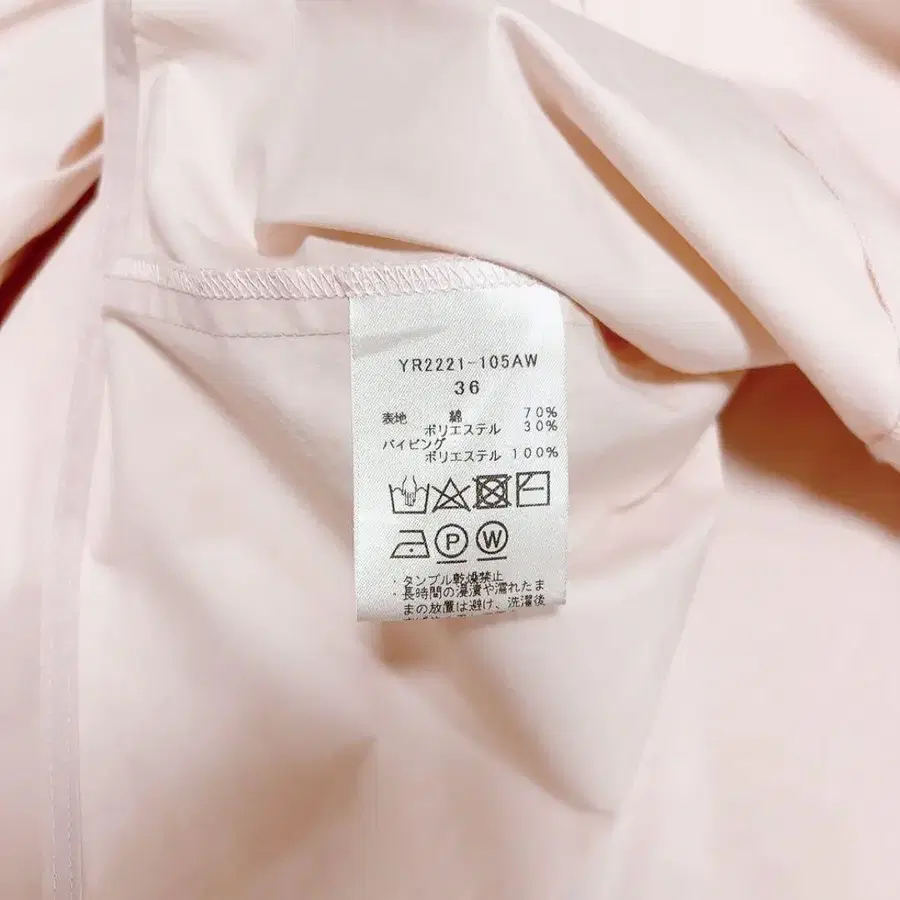 YR2221-105AW
36
表地 綿 70%
ポリエステル 30%
パイピング
ポリエステル 100%
P W
・タンブル乾燥禁止
・長時間の浸漬や濡れたま
まの放置は避け、洗濯後